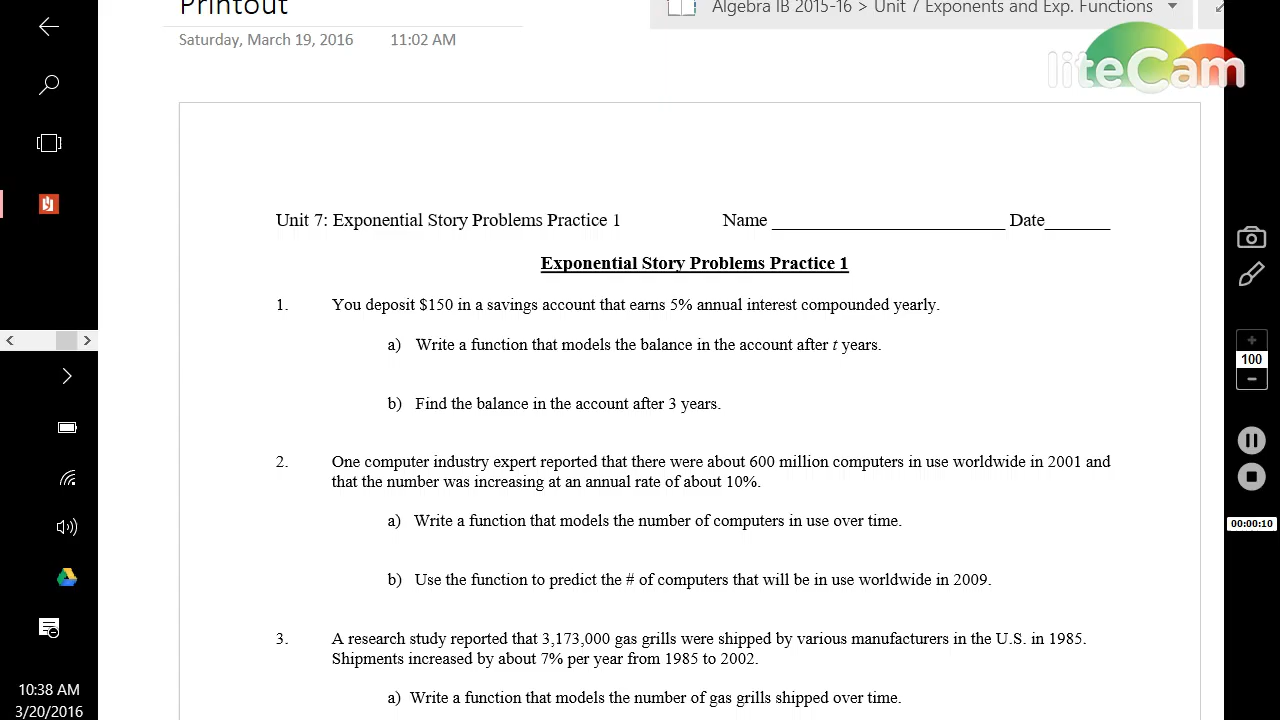 Printout
Algebra IB 2015-16 > Unit 7 Exponents and Exp. Functions
Saturday, March 19, 2016 11:02 AM
liteCam
Unit 7: Exponential Story Problems Practice 1 Name __________________________ Date_______
Exponential Story Problems Practice 1
1. You deposit $150 in a savings account that earns 5% annual interest compounded yearly.
a) Write a function that models the balance in the account after t years.
b) Find the balance in the account after 3 years.
2. One computer industry expert reported that there were about 600 million computers in use worldwide in 2001 and
that the number was increasing at an annual rate of about 10%.
a) Write a function that models the number of computers in use over time.
b) Use the function to predict the # of computers that will be in use worldwide in 2009.
3. A research study reported that 3,173,000 gas grills were shipped by various manufacturers in the U.S. in 1985.
Shipments increased by about 7% per year from 1985 to 2002.
a) Write a function that models the number of gas grills shipped over time.
10:38 AM
3/20/2016
+
100
−
00:00:10